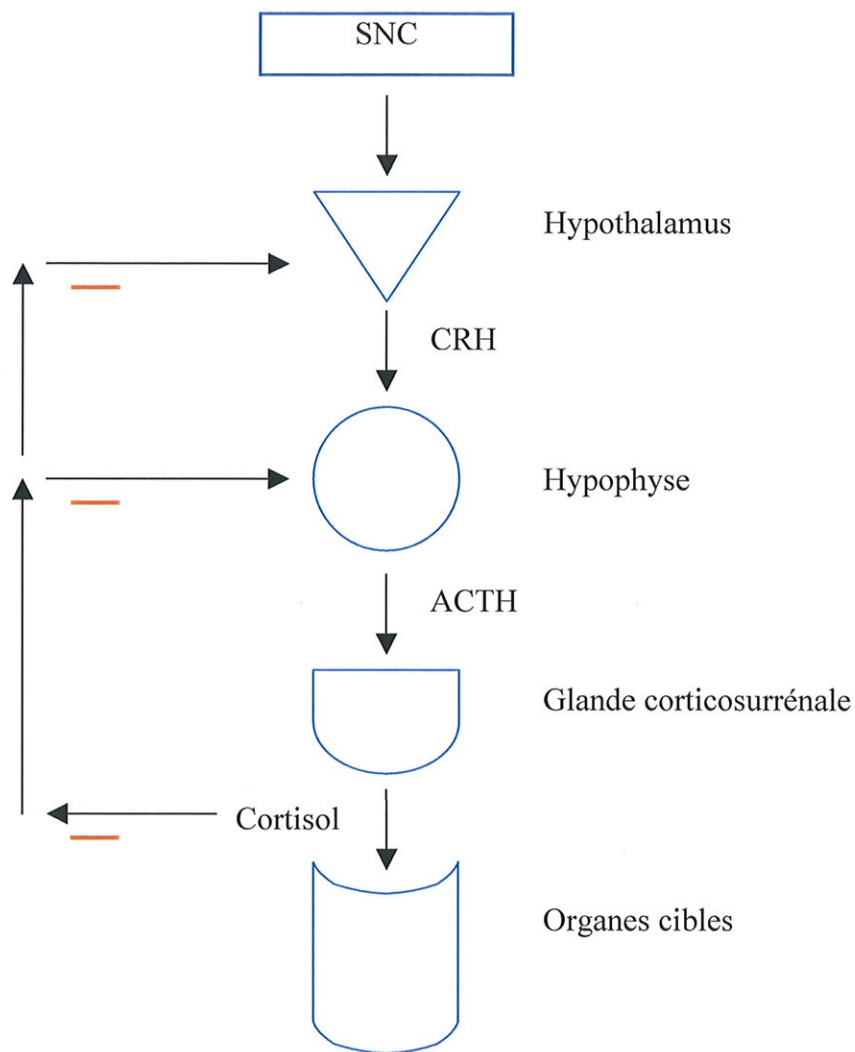 SNC
Hypothalamus
CRH
Hypophyse
ACTH
Glande corticosurrénale
Cortisol
Organes cibles